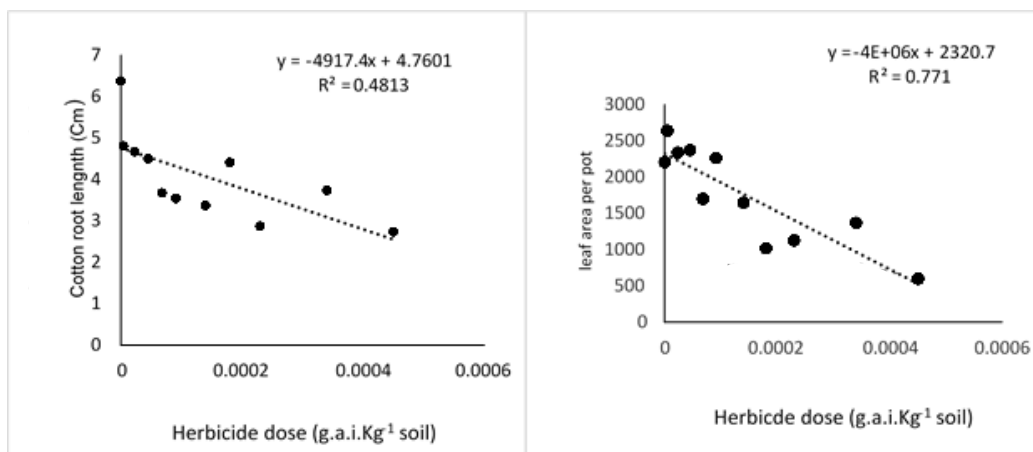 y = -4917.4x + 4.7601
R² = 0.4813
Cotton root lengnth (Cm)
7
6
5
4
3
2
1
0
0 0.0002 0.0004 0.0006
Herbicide dose (g.a.i.Kg⁻¹ soil)
y = -4E+06x + 2320.7
R² = 0.771
leaf area per pot
3000
2500
2000
1500
1000
500
0
0 0.0002 0.0004 0.0006
Herbicde dose (g.a.i.Kg⁻¹ soil)